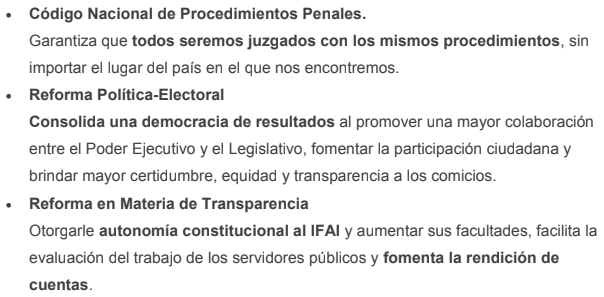 • Código Nacional de Procedimientos Penales.
Garantiza que todos seremos juzgados con los mismos procedimientos, sin
importar el lugar del país en el que nos encontremos.
• Reforma Política-Electoral
Consolida una democracia de resultados al promover una mayor colaboración
entre el Poder Ejecutivo y el Legislativo, fomentar la participación ciudadana y
brindar mayor certidumbre, equidad y transparencia a los comicios.
• Reforma en Materia de Transparencia
Otorgarle autonomía constitucional al IFAI y aumentar sus facultades, facilita la
evaluación del trabajo de los servidores públicos y fomenta la rendición de
cuentas.